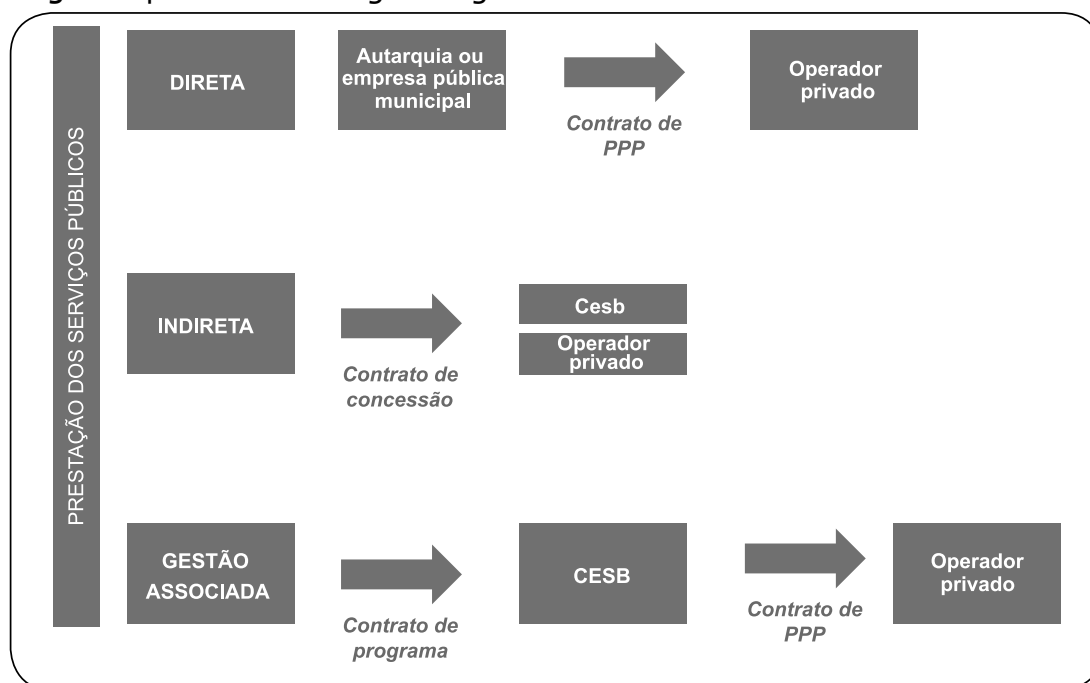 PRESTAÇÃO DOS SERVIÇOS PÚBLICOS
DIRETA
Autarquia ou
empresa pública
municipal
Contrato de
PPP
Operador
privado
INDIRETA
Contrato de
concessão
Cesb
Operador
privado
GESTÃO
ASSOCIADA
Contrato de
programa
CESB
Contrato de
PPP
Operador
privado